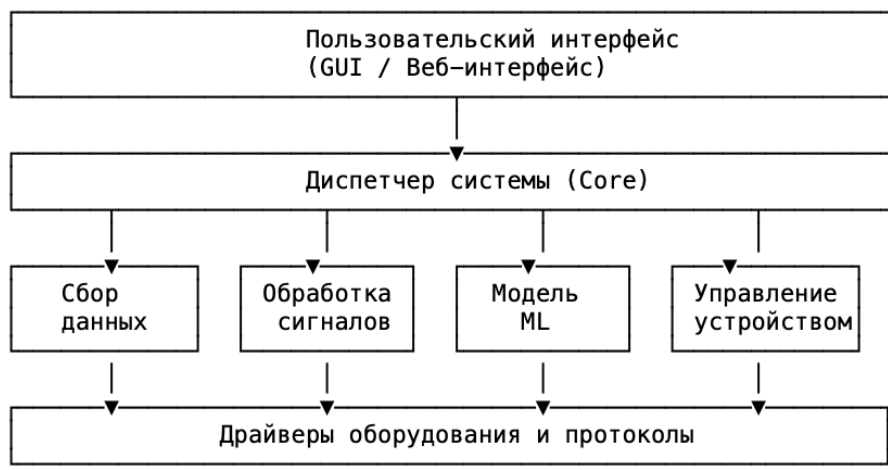 Пользовательский интерфейс
(GUI / Веб-интерфейс)
Диспетчер системы (Core)
Сбор
данных
Обработка
сигналов
Модель
ML
Управление
устройством
Драйверы оборудования и протоколы